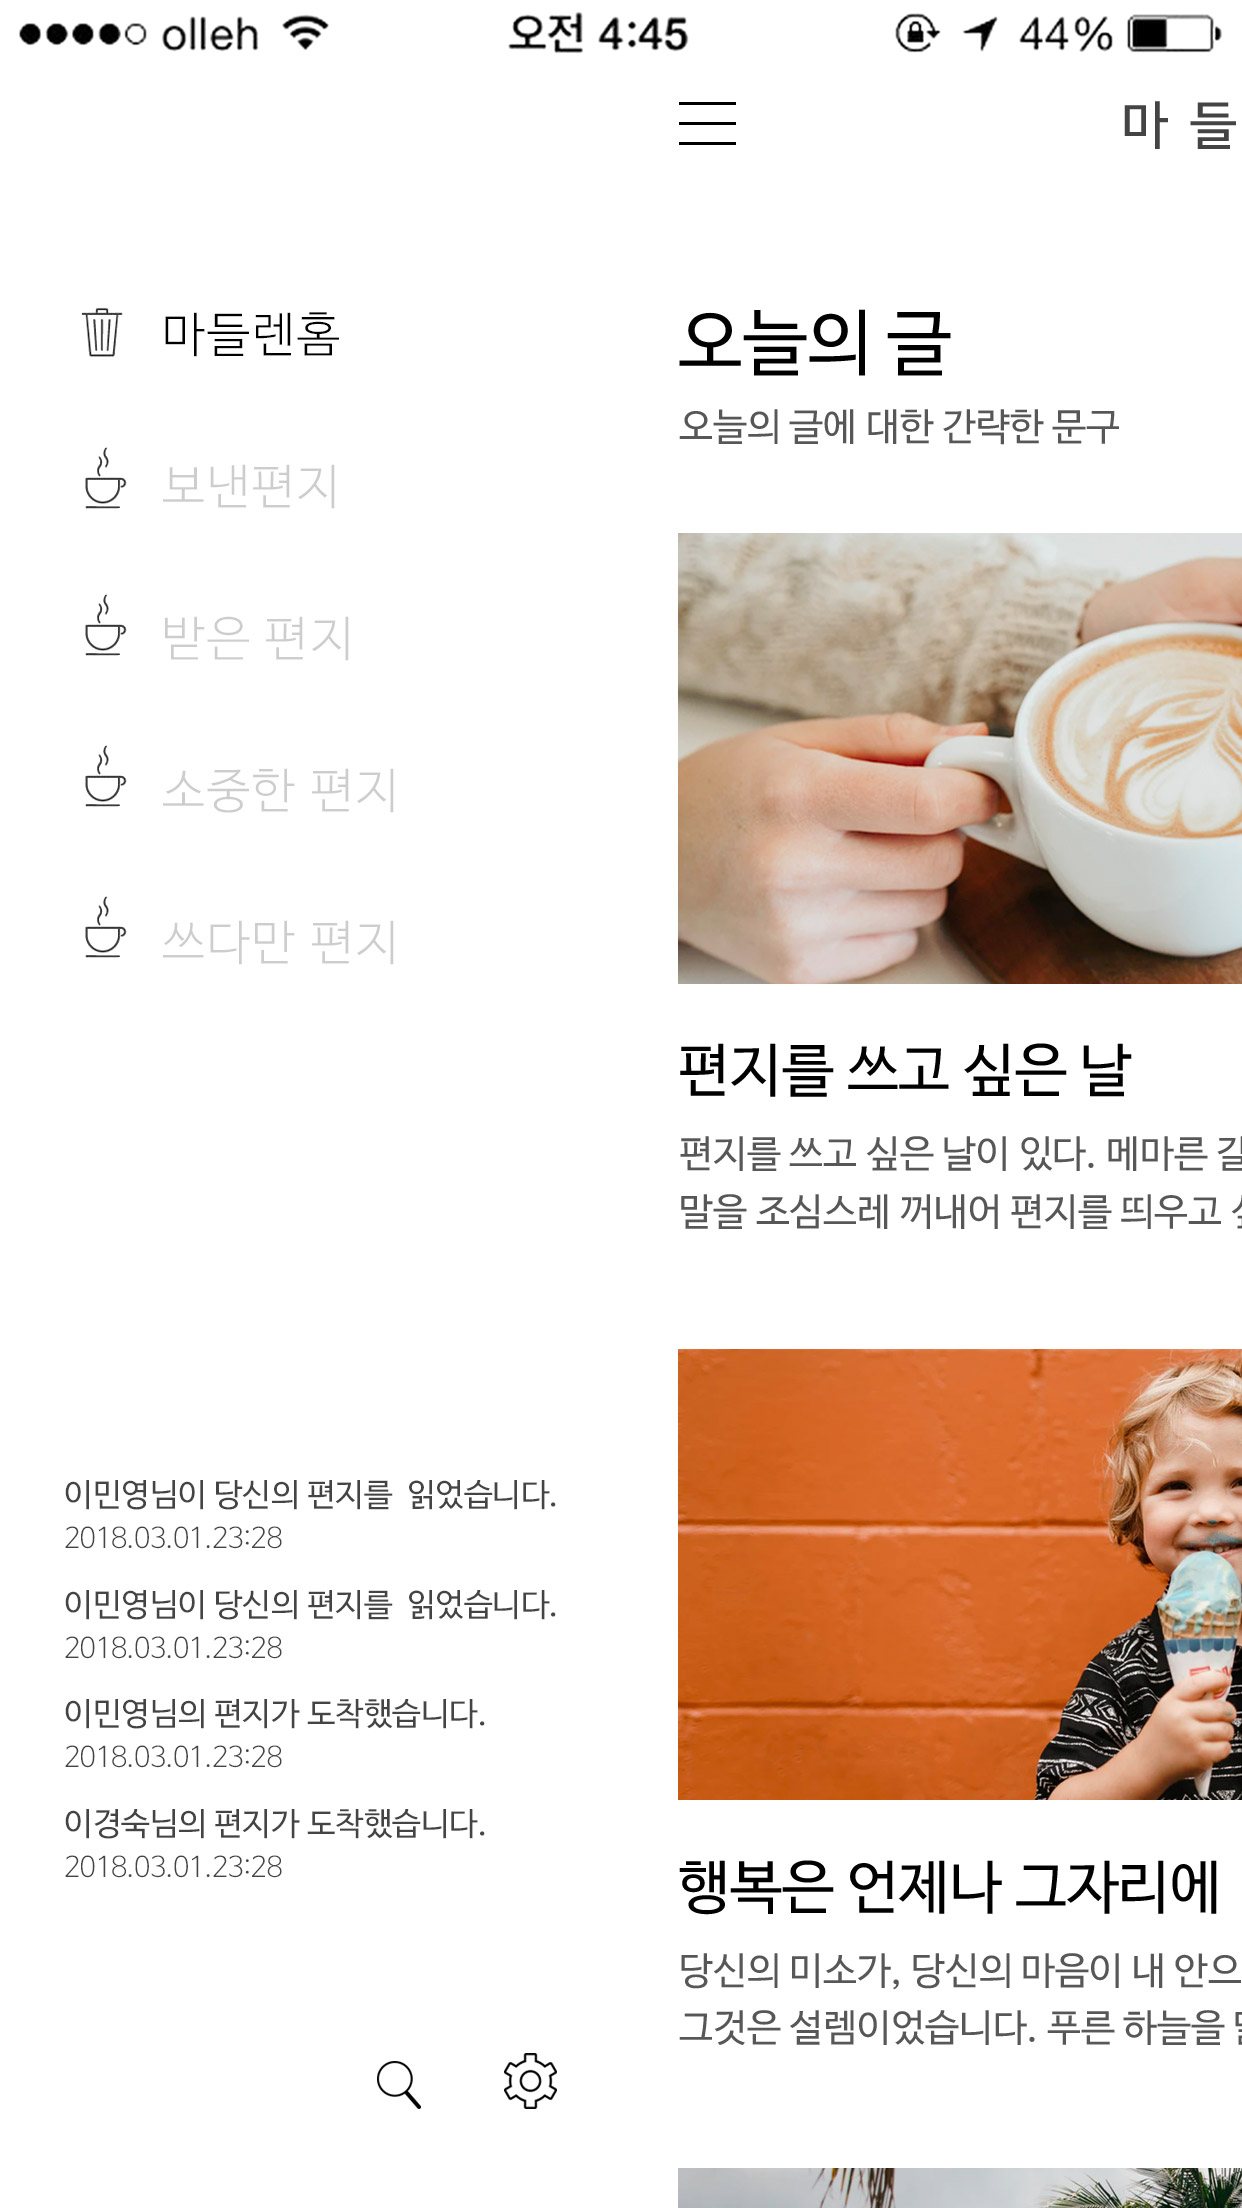 olleh 오전 4:45 44%
마들렌홈
보낸편지
받은 편지
소중한 편지
쓰다만 편지
이민영님이 당신의 편지를 읽었습니다.
2018.03.01.23:28
이민영님이 당신의 편지를 읽었습니다.
2018.03.01.23:28
이민영님의 편지가 도착했습니다.
2018.03.01.23:28
이경숙님의 편지가 도착했습니다.
2018.03.01.23:28
마 들
오늘의 글
오늘의 글에 대한 간략한 문구
편지를 쓰고 싶은 날
편지를 쓰고 싶은 날이 있다. 메마른
말을 조심스레 꺼내어 편지를 띄우고
행복은 언제나 그자리에
당신의 미소가, 당신의 마음이 내 안으
그것은 설렘이었습니다. 푸른 하늘을